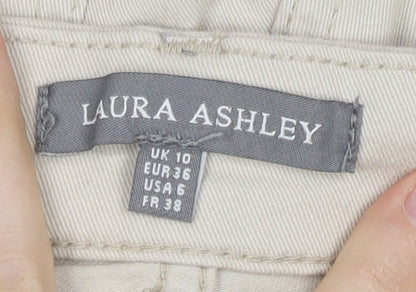 LAURA ASHLEY
UK 10
EUR 36
USA 6
FR 38